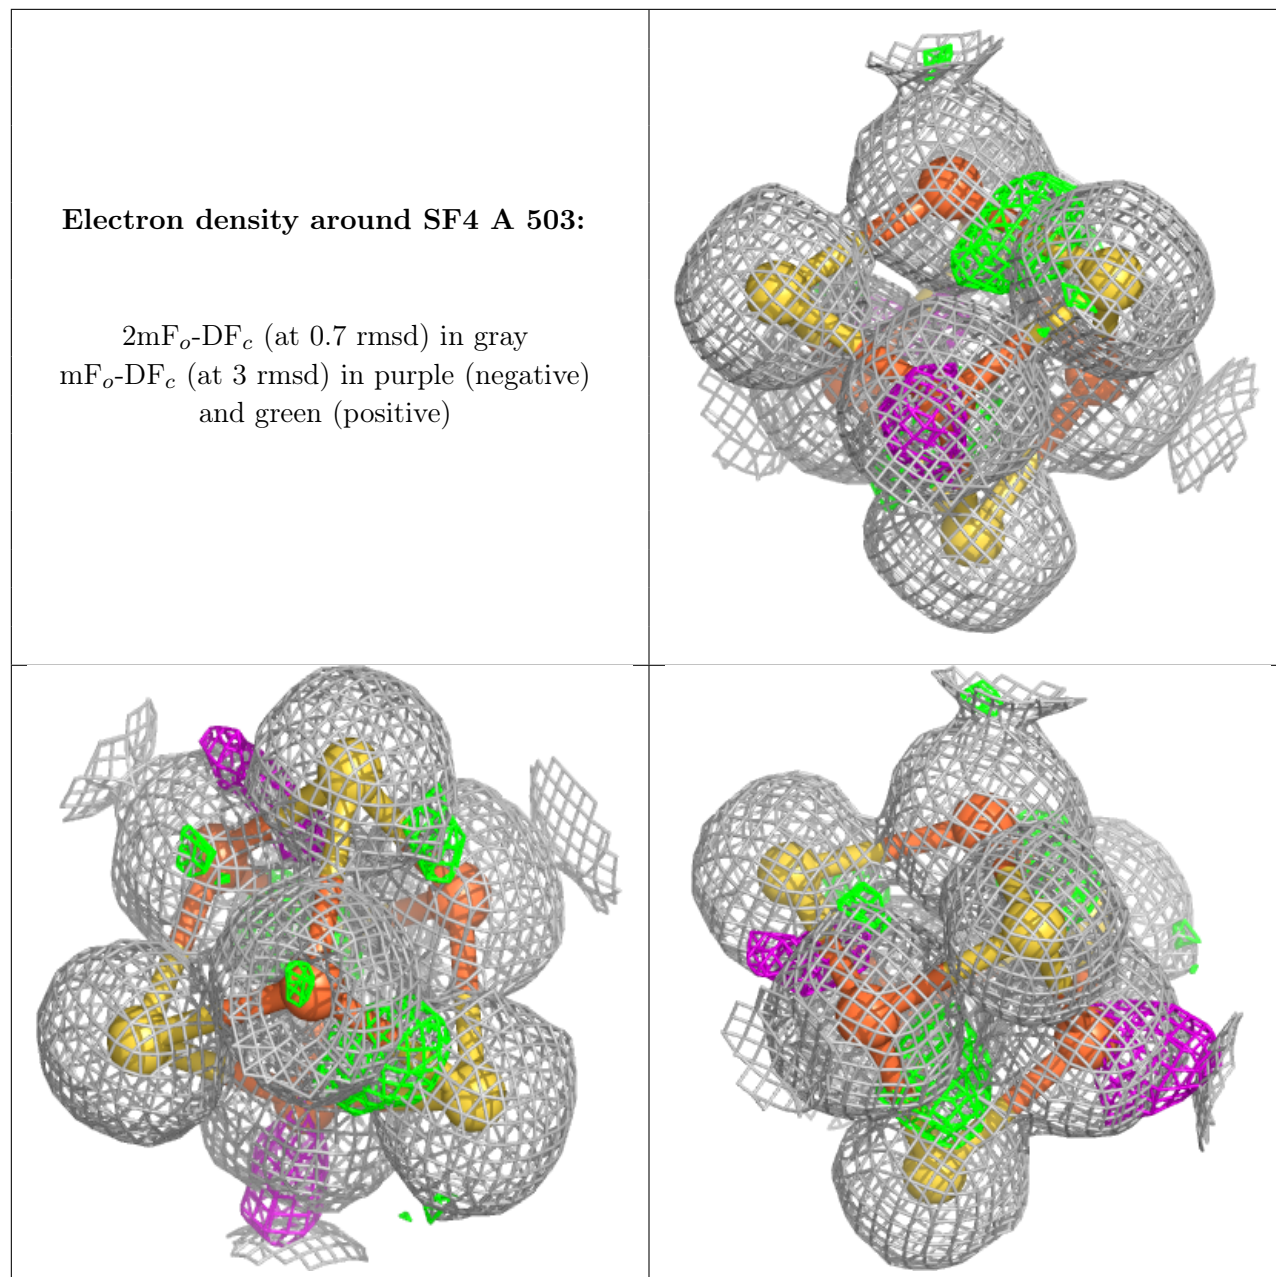 Electron density around SF4 A 503:
2mFo-DFc (at 0.7 rmsd) in gray
mFo-DFc (at 3 rmsd) in purple (negative)
and green (positive)